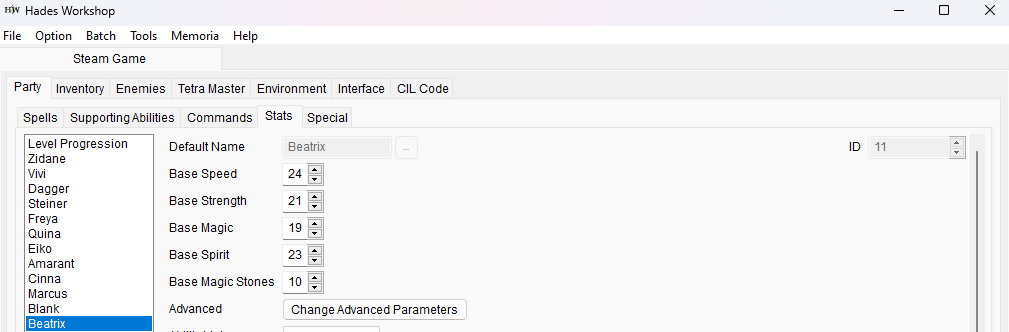 HW Hades Workshop
File Option Batch Tools Memoria Help
Steam Game
Party Inventory Enemies Tetra Master Environment Interface CIL Code
Spells Supporting Abilities Commands Stats Special
Level Progression
Zidane
Vivi
Dagger
Steiner
Freya
Quina
Eiko
Amarant
Cinna
Marcus
Blank
Beatrix
Default Name Beatrix ... ID 11
Base Speed 24
Base Strength 21
Base Magic 19
Base Spirit 23
Base Magic Stones 10
Advanced Change Advanced Parameters